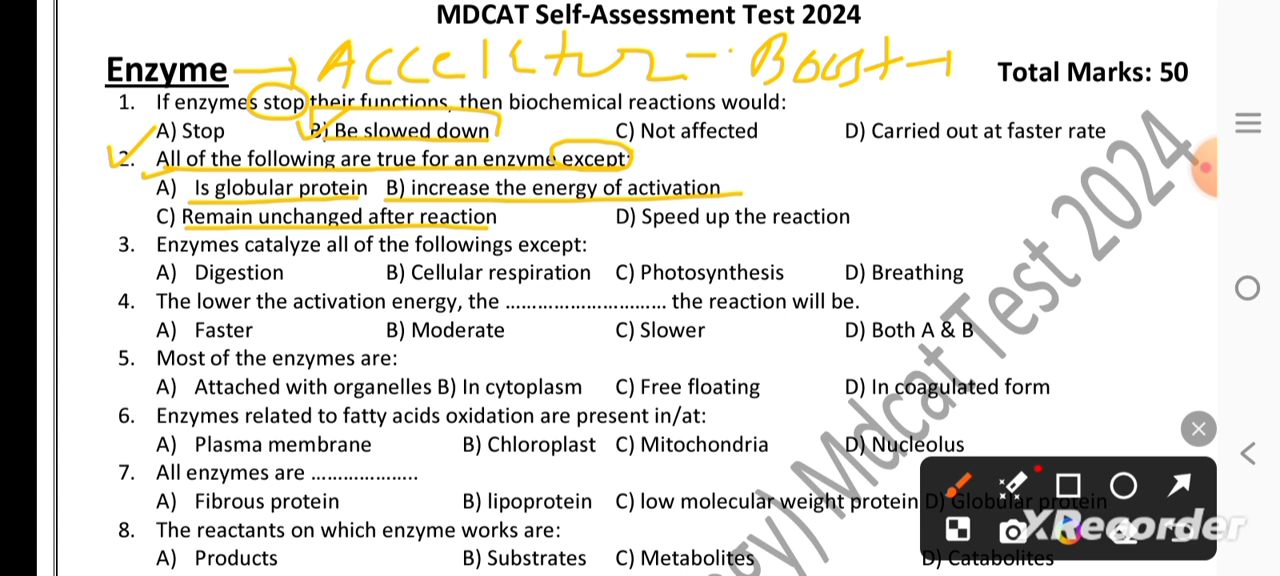 MDCAT Self-Assessment Test 2024
Enzyme Total Marks: 50
1. If enzymes stop their functions, then biochemical reactions would:
A) Stop B) Be slowed down C) Not affected D) Carried out at faster rate
2. All of the following are true for an enzyme except:
A) Is globular protein B) increase the energy of activation
C) Remain unchanged after reaction D) Speed up the reaction
3. Enzymes catalyze all of the followings except:
A) Digestion B) Cellular respiration C) Photosynthesis D) Breathing
4. The lower the activation energy, the .............................. the reaction will be.
A) Faster B) Moderate C) Slower D) Both A & B
5. Most of the enzymes are:
A) Attached with organelles B) In cytoplasm C) Free floating D) In coagulated form
6. Enzymes related to fatty acids oxidation are present in/at:
A) Plasma membrane B) Chloroplast C) Mitochondria D) Nucleolus
7. All enzymes are ....................
A) Fibrous protein B) lipoprotein C) low molecular weight protein D) Globular protein
8. The reactants on which enzyme works are:
A) Products B) Substrates C) Metabolites D) Catabolites
Mdcat Test 2024
XRecorder